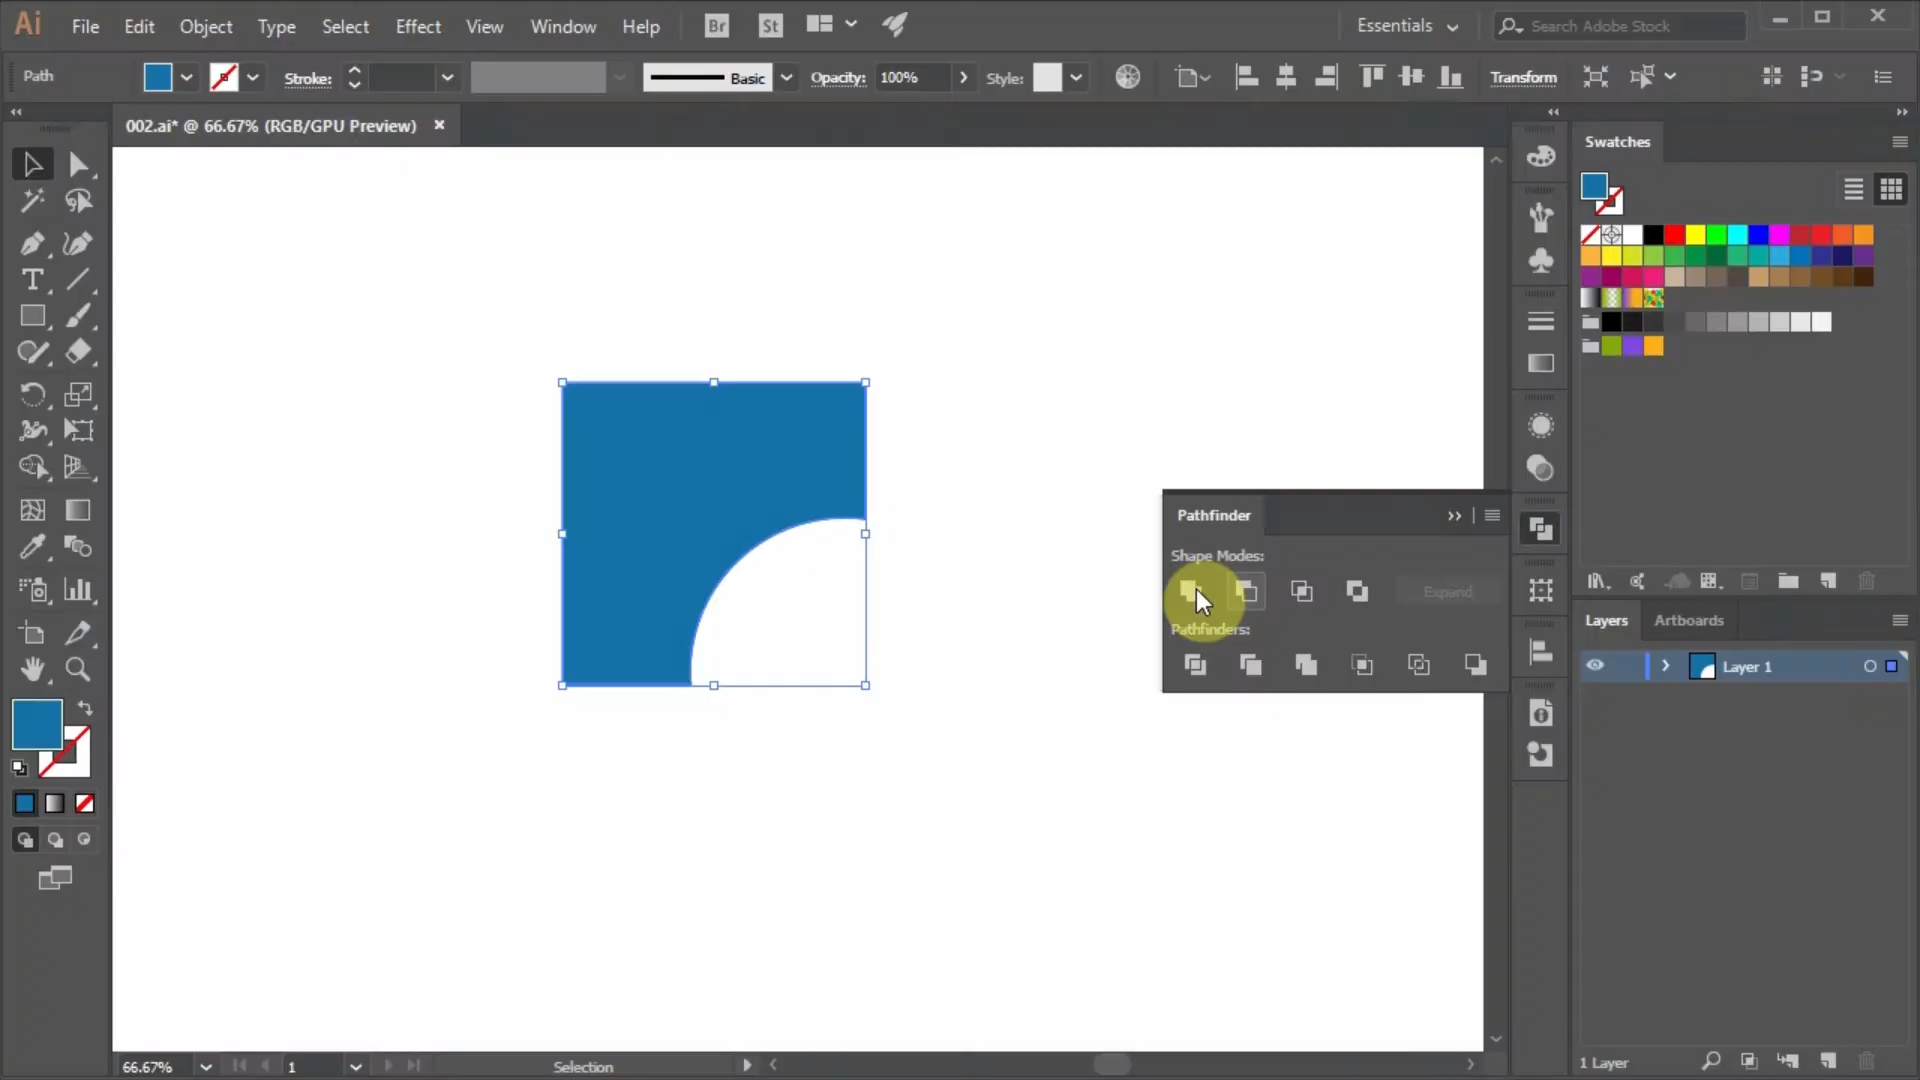 Ai File Edit Object Type Select Effect View Window Help Br St Essentials Search Adobe Stock
Path Stroke: Basic Opacity: 100% Style: Transform
002.ai* @ 66.67% (RGB/GPU Preview)
Swatches
Pathfinder
Shape Modes:
Expand
Pathfinders:
Layers Artboards
Layer 1
66.67% 1 Selection
1 Layer